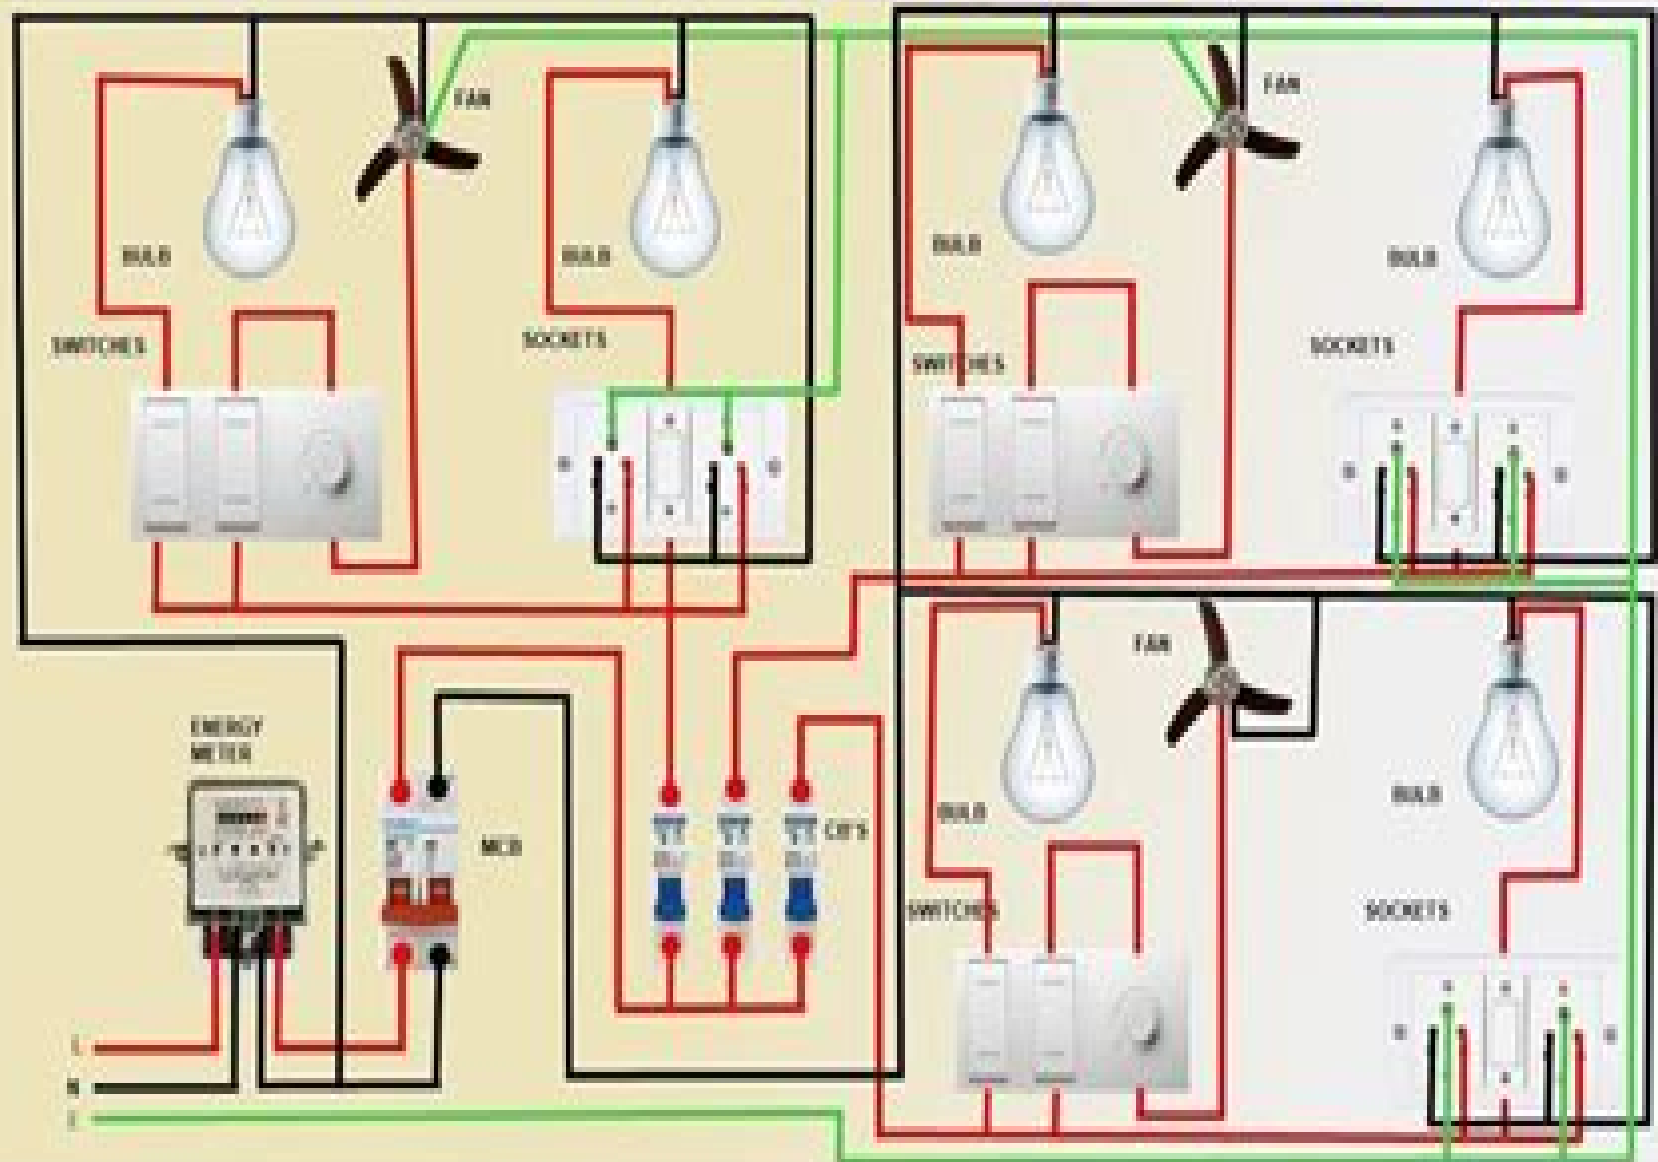 FAN
BULB
BULB
SWITCHES
SOCKETS
FAN
BULB
BULB
SWITCHES
SOCKETS
FAN
BULB
BULB
SWITCHES
SOCKETS
ENERGY
METER
MCB
L
N